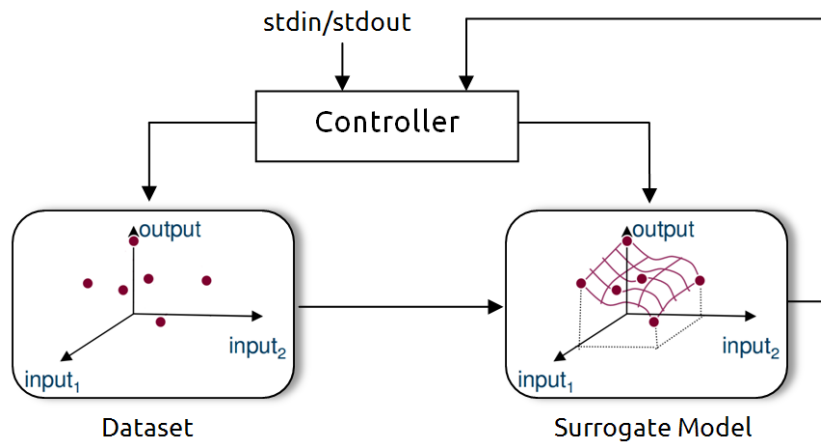 stdin/stdout
Controller
output
input₂
input₁
Dataset
output
input₂
input₁
Surrogate Model